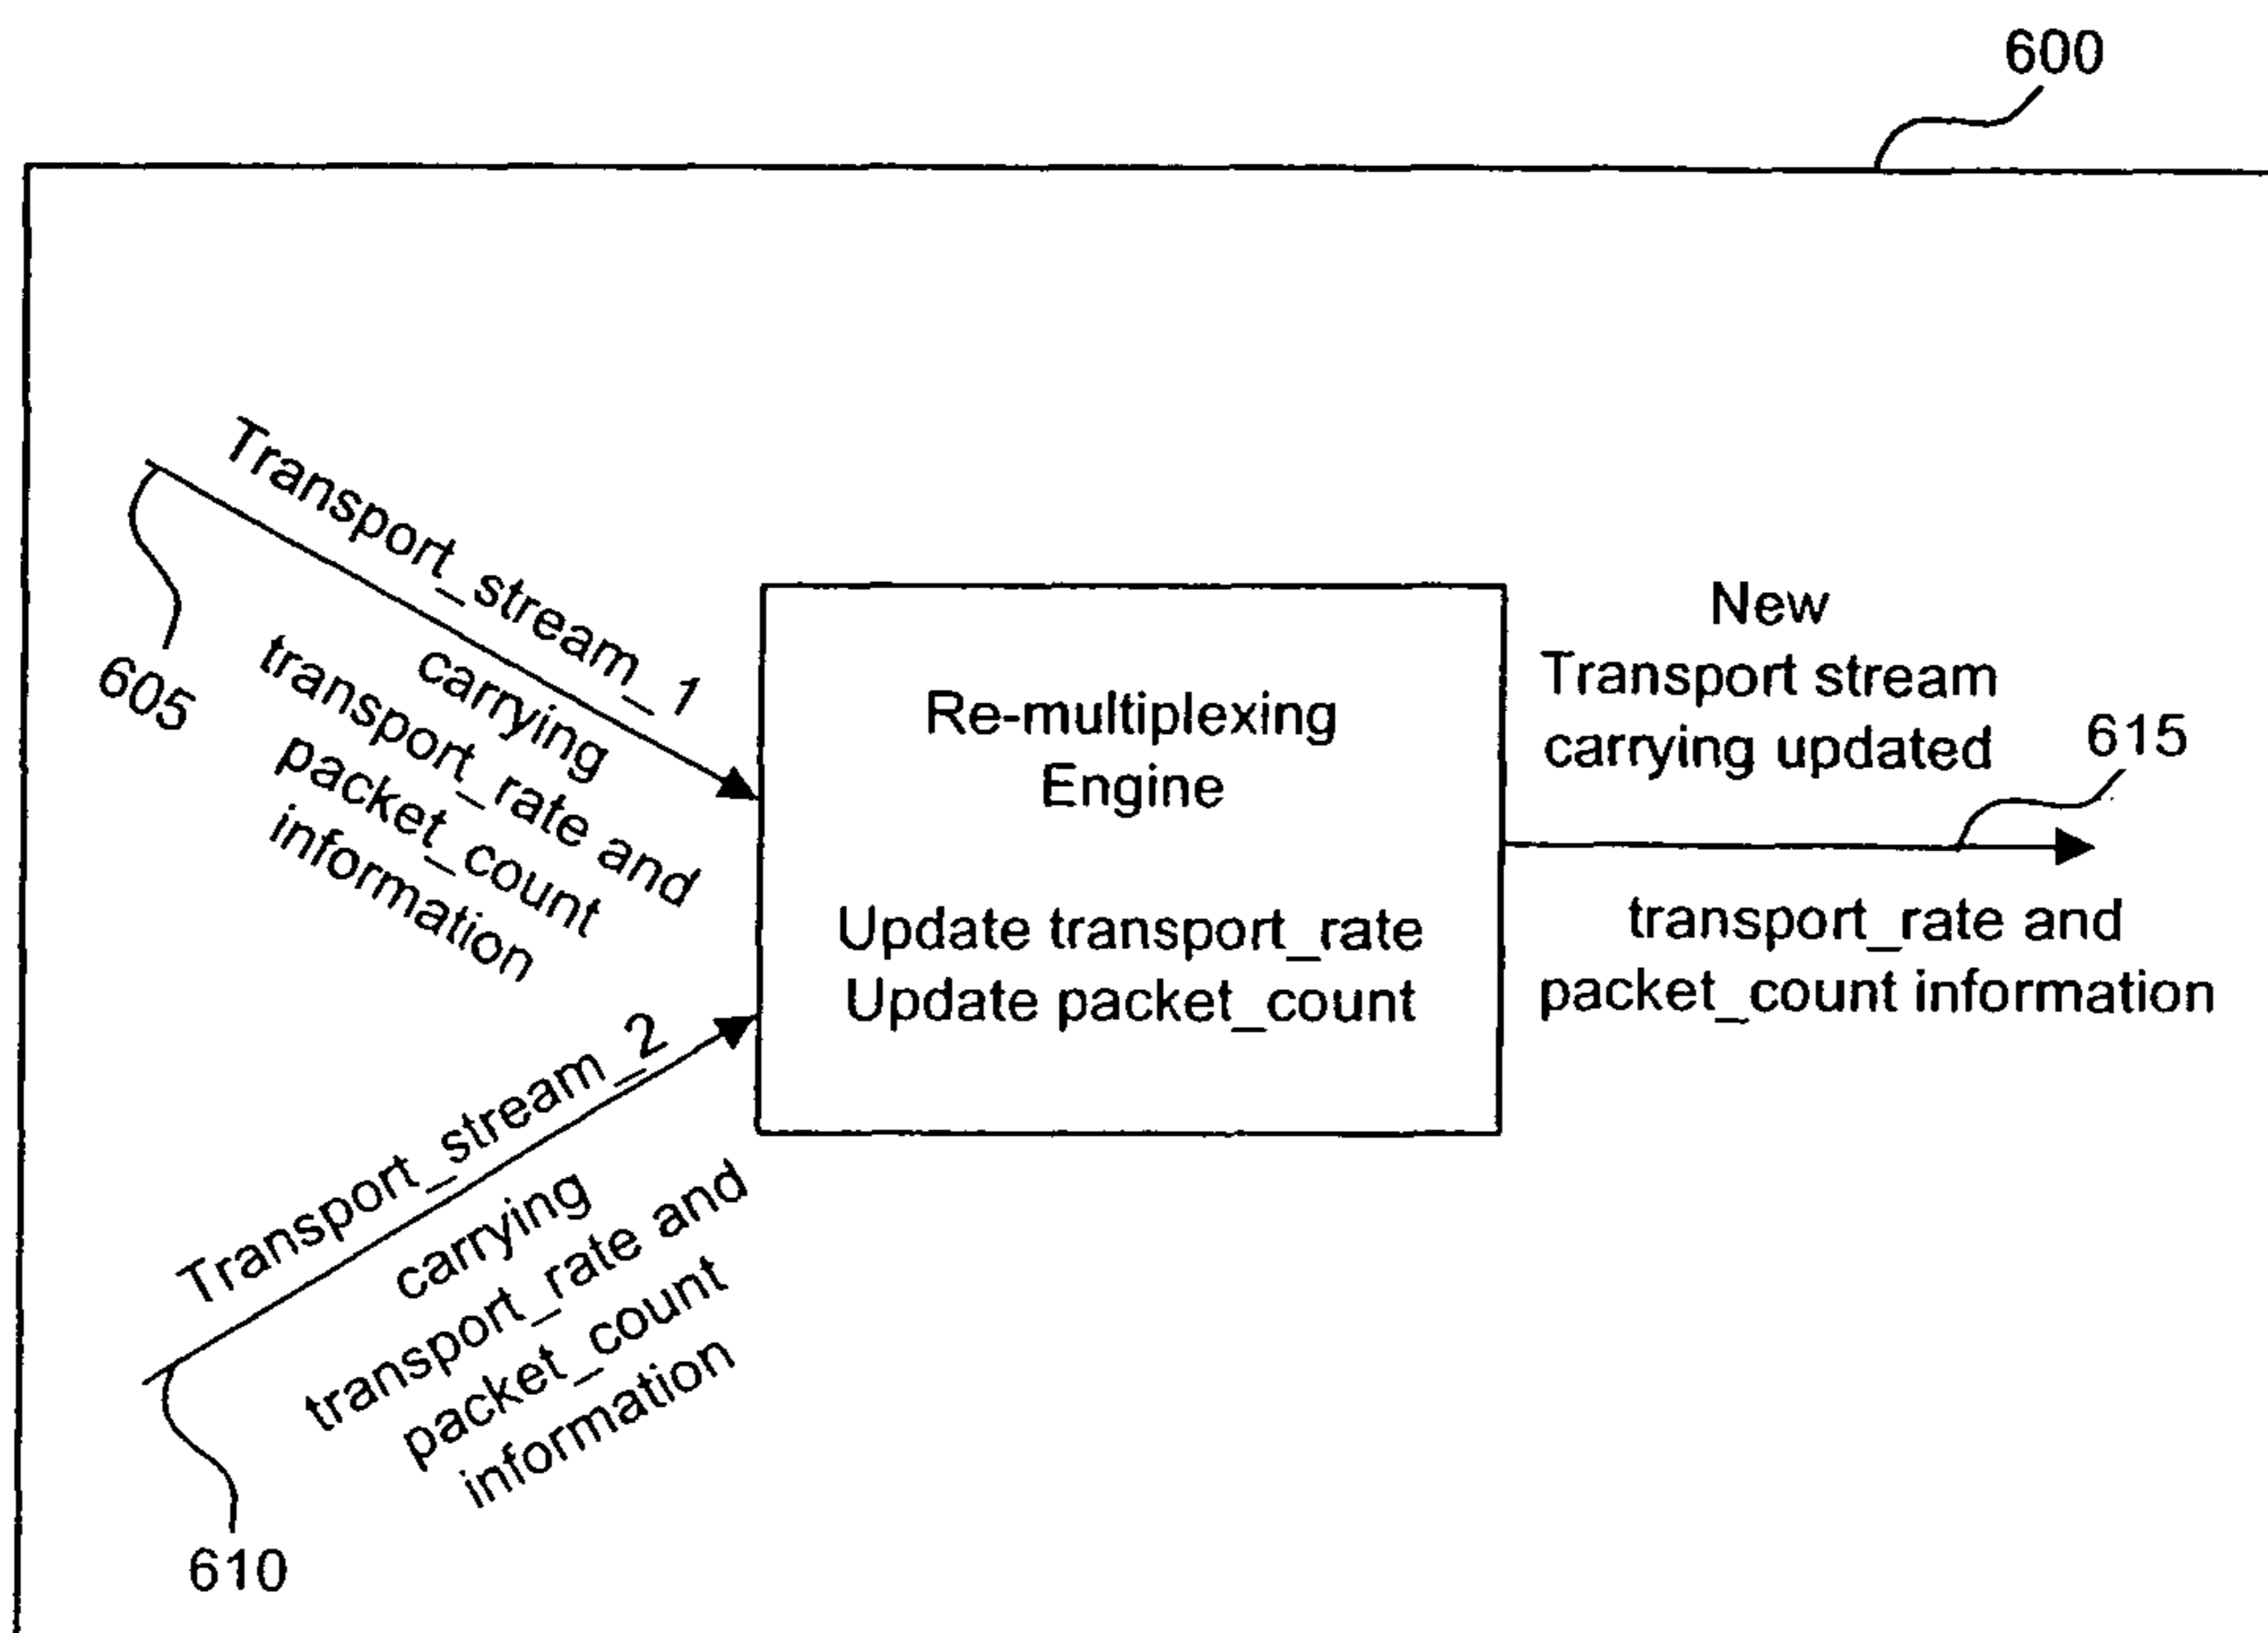 600
Transport_stream_1
carrying
transport_rate and
packet_count
information
605
Transport_stream_2
carrying
transport_rate and
packet_count
information
610
Re-multiplexing
Engine
Update transport_rate
Update packet_count
New
Transport stream
carrying updated
615
transport_rate and
packet_count information